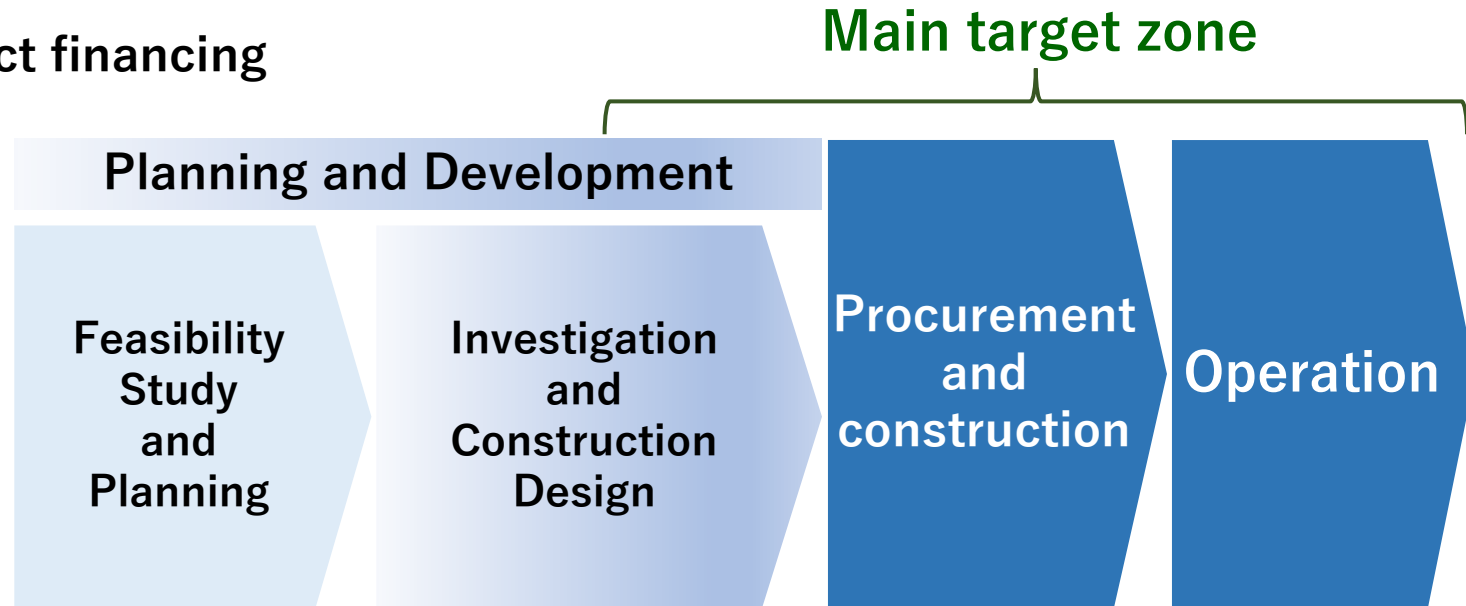 ct financing
Main target zone
Planning and Development
Feasibility
Study
and
Planning
Investigation
and
Construction
Design
Procurement
and
construction
Operation